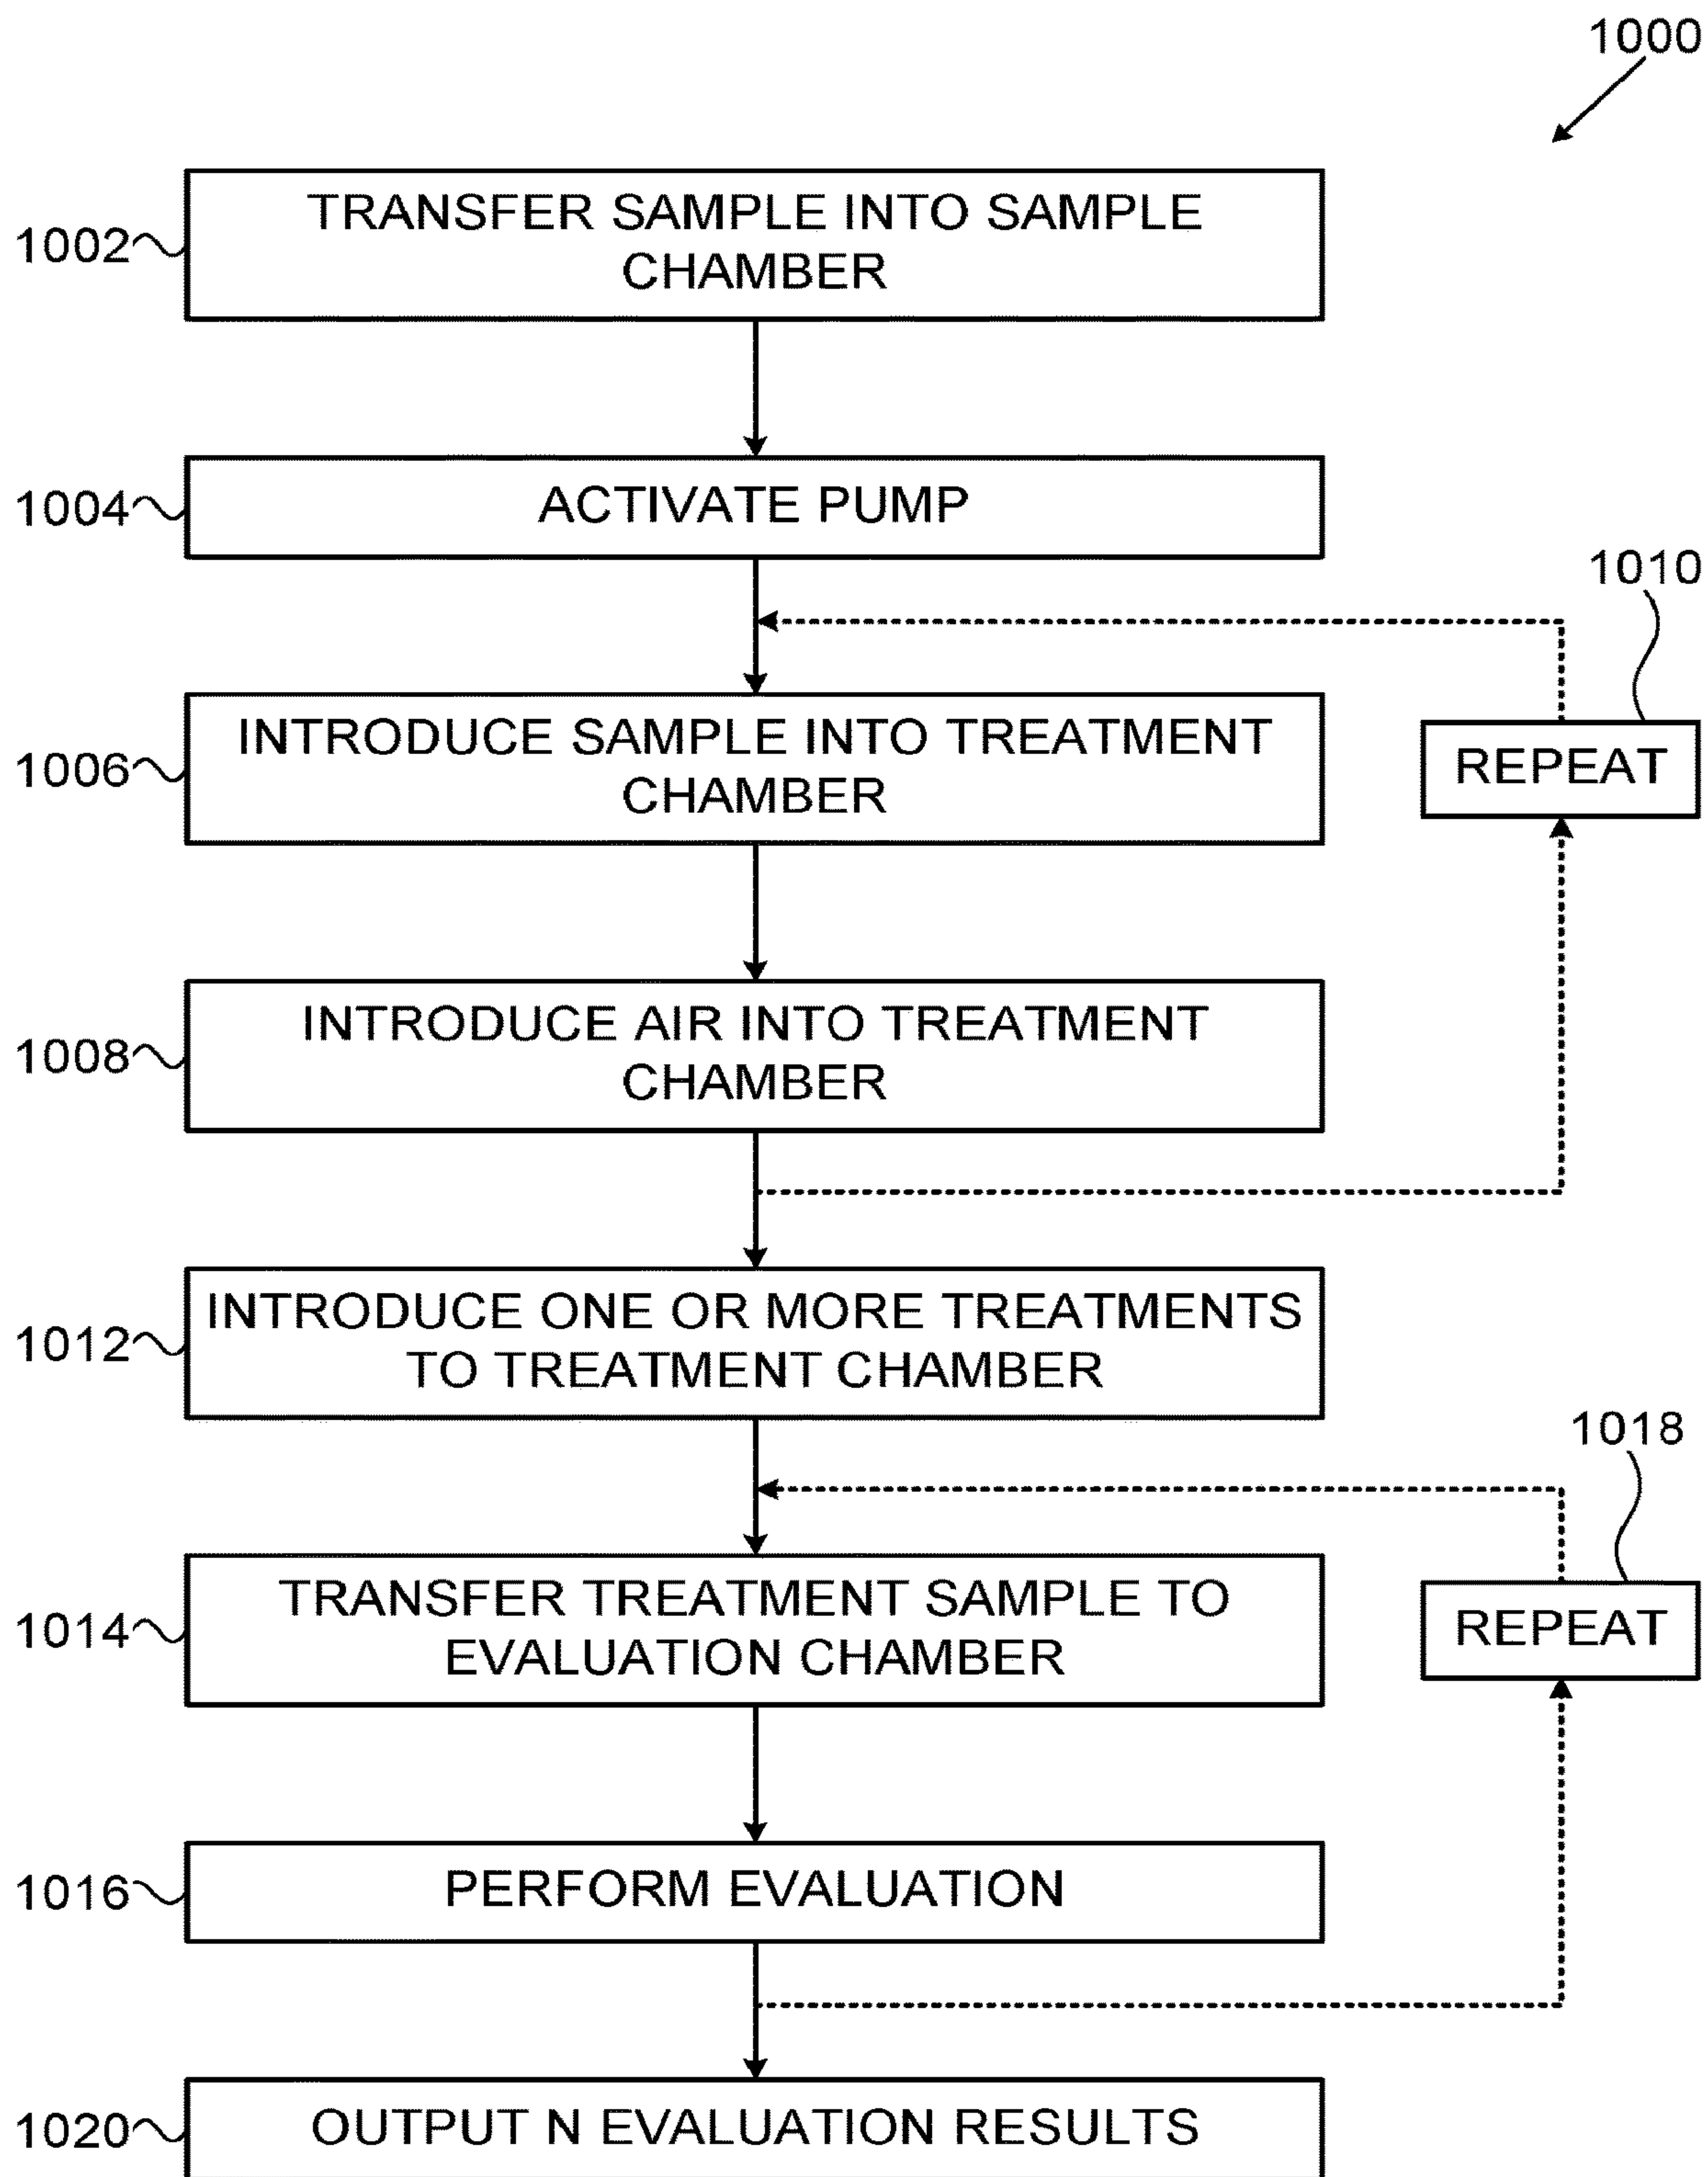 1000
TRANSFER SAMPLE INTO SAMPLE
CHAMBER
1002
ACTIVATE PUMP
1004
1010
INTRODUCE SAMPLE INTO TREATMENT
CHAMBER
1006
REPEAT
INTRODUCE AIR INTO TREATMENT
CHAMBER
1008
INTRODUCE ONE OR MORE TREATMENTS
TO TREATMENT CHAMBER
1012
1018
TRANSFER TREATMENT SAMPLE TO
EVALUATION CHAMBER
1014
REPEAT
PERFORM EVALUATION
1016
OUTPUT N EVALUATION RESULTS
1020